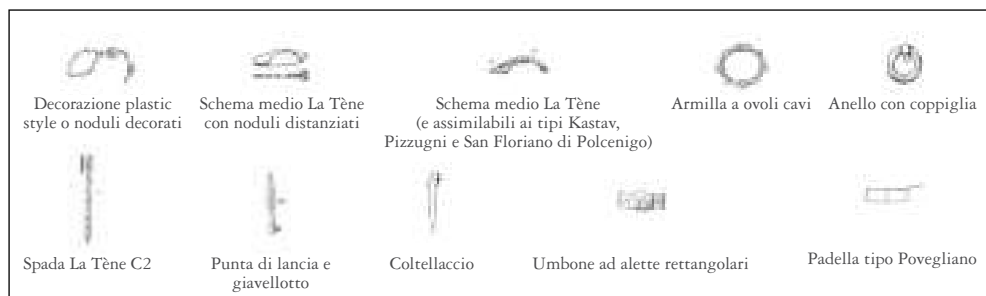 Decorazione plastic
style o noduli decorati
Schema medio La Tène
con noduli distanziati
Schema medio La Tène
(e assimilabili ai tipi Kastav,
Pizzugni e San Floriano di Polcenigo)
Armilla a ovoli cavi
Anello con coppiglia
Spada La Tène C2
Punta di lancia e
giavellotto
Coltellaccio
Umbone ad alette rettangolari
Padella tipo Povegliano